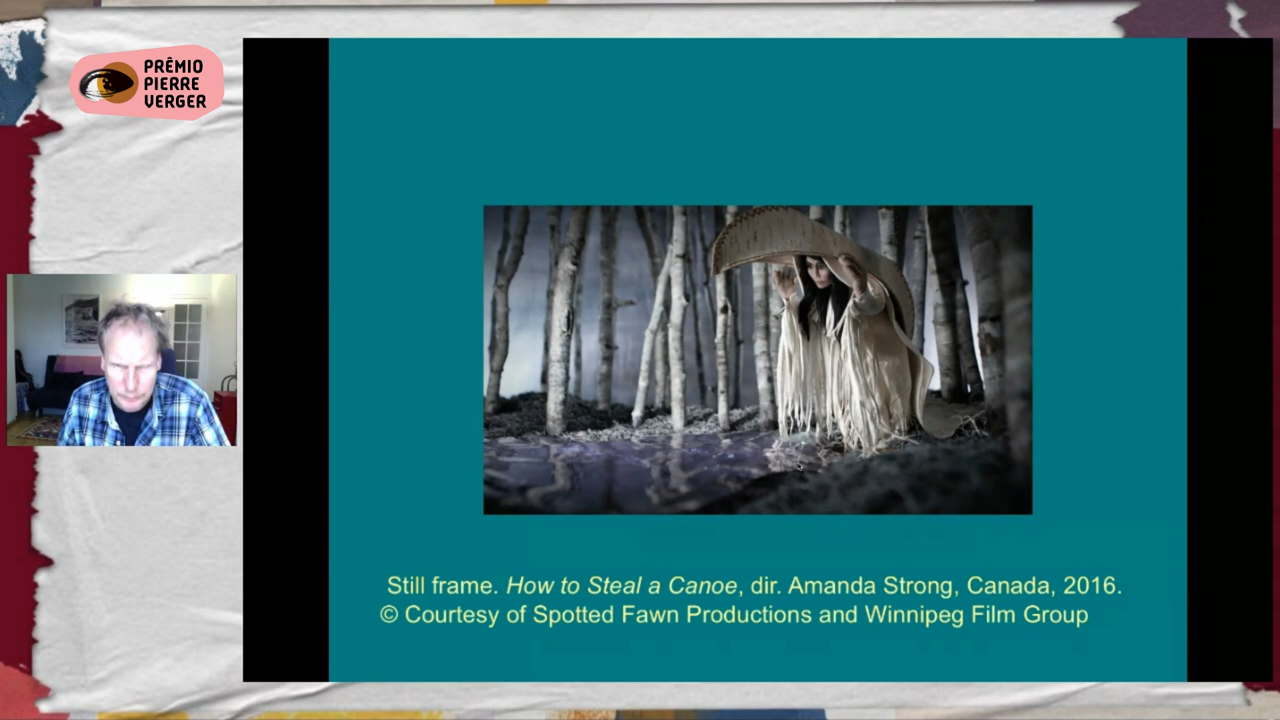 PRÊMIO
PIERRE
VERGER
Still frame. How to Steal a Canoe, dir. Amanda Strong, Canada, 2016.
© Courtesy of Spotted Fawn Productions and Winnipeg Film Group